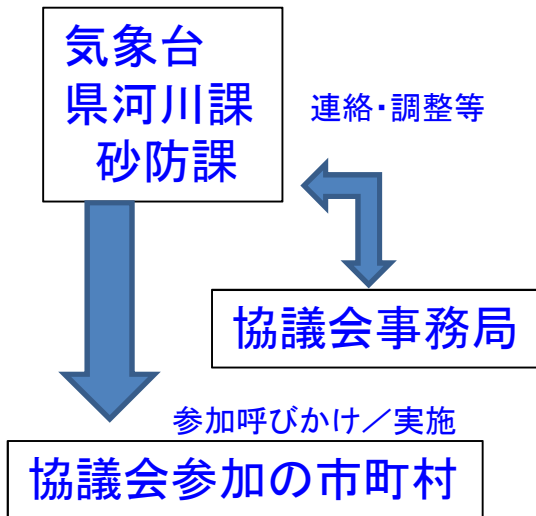 気象台
県河川課
砂防課
連絡・調整等
協議会事務局
参加呼びかけ／実施
協議会参加の市町村